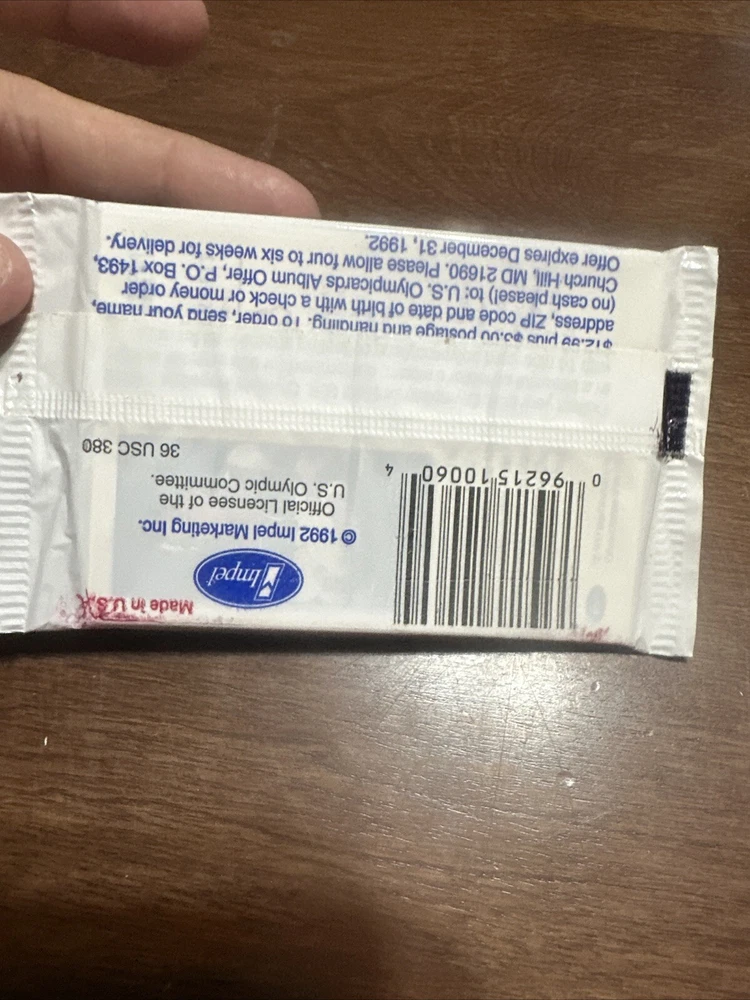 Made in U.S.A
Impel
© 1992 Impel Marketing Inc.
Official Licensee of the
U.S. Olympic Committee.
36 USC 380
0 96215 10060 4
$12.99 plus $3.00 postage and handling. To order, send your name,
address, ZIP code and date of birth with a check or money order
(no cash please!) to: U.S. Olympicards Album Offer, P.O. Box 1493,
Church Hill, MD 21690. Please allow four to six weeks for delivery.
Offer expires December 31, 1992.